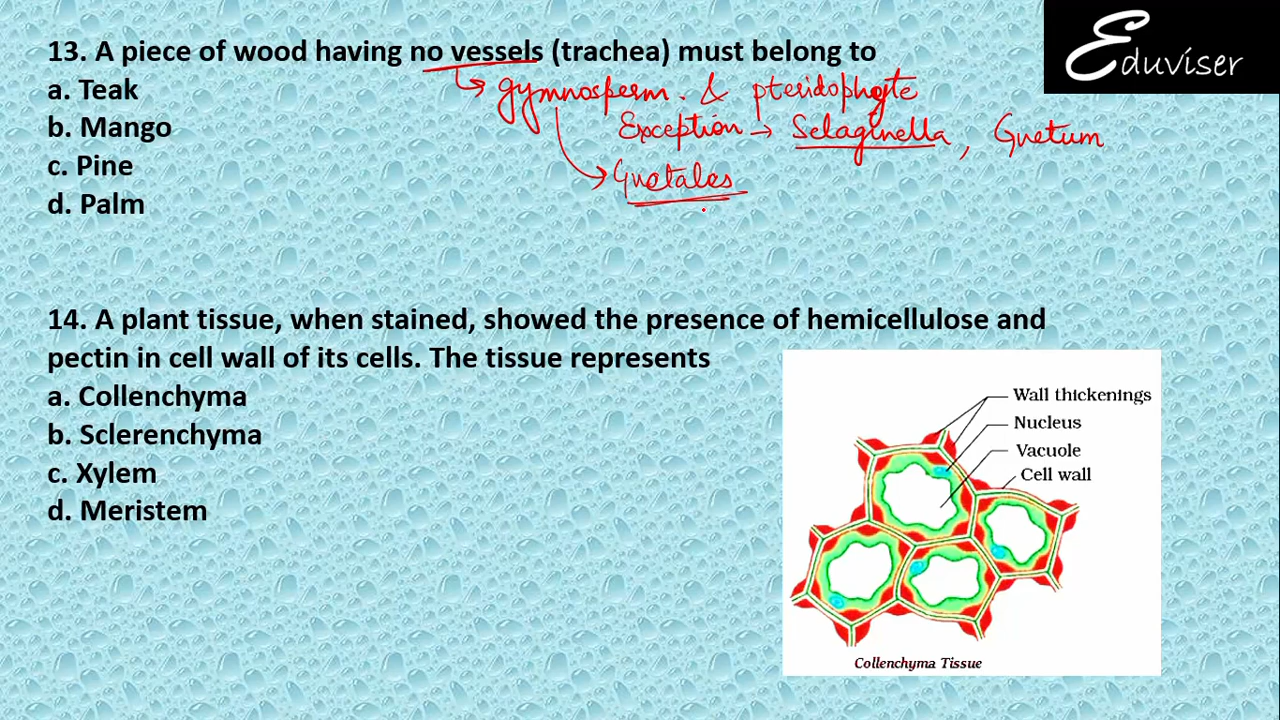 Eduviser
13. A piece of wood having no vessels (trachea) must belong to
a. Teak
gymnosperm. & pteridophyte
b. Mango
Exception → Selaginella, Gnetum
c. Pine
Gnetales
d. Palm
14. A plant tissue, when stained, showed the presence of hemicellulose and
pectin in cell wall of its cells. The tissue represents
a. Collenchyma
b. Sclerenchyma
c. Xylem
d. Meristem
Wall thickenings
Nucleus
Vacuole
Cell wall
Collenchyma Tissue